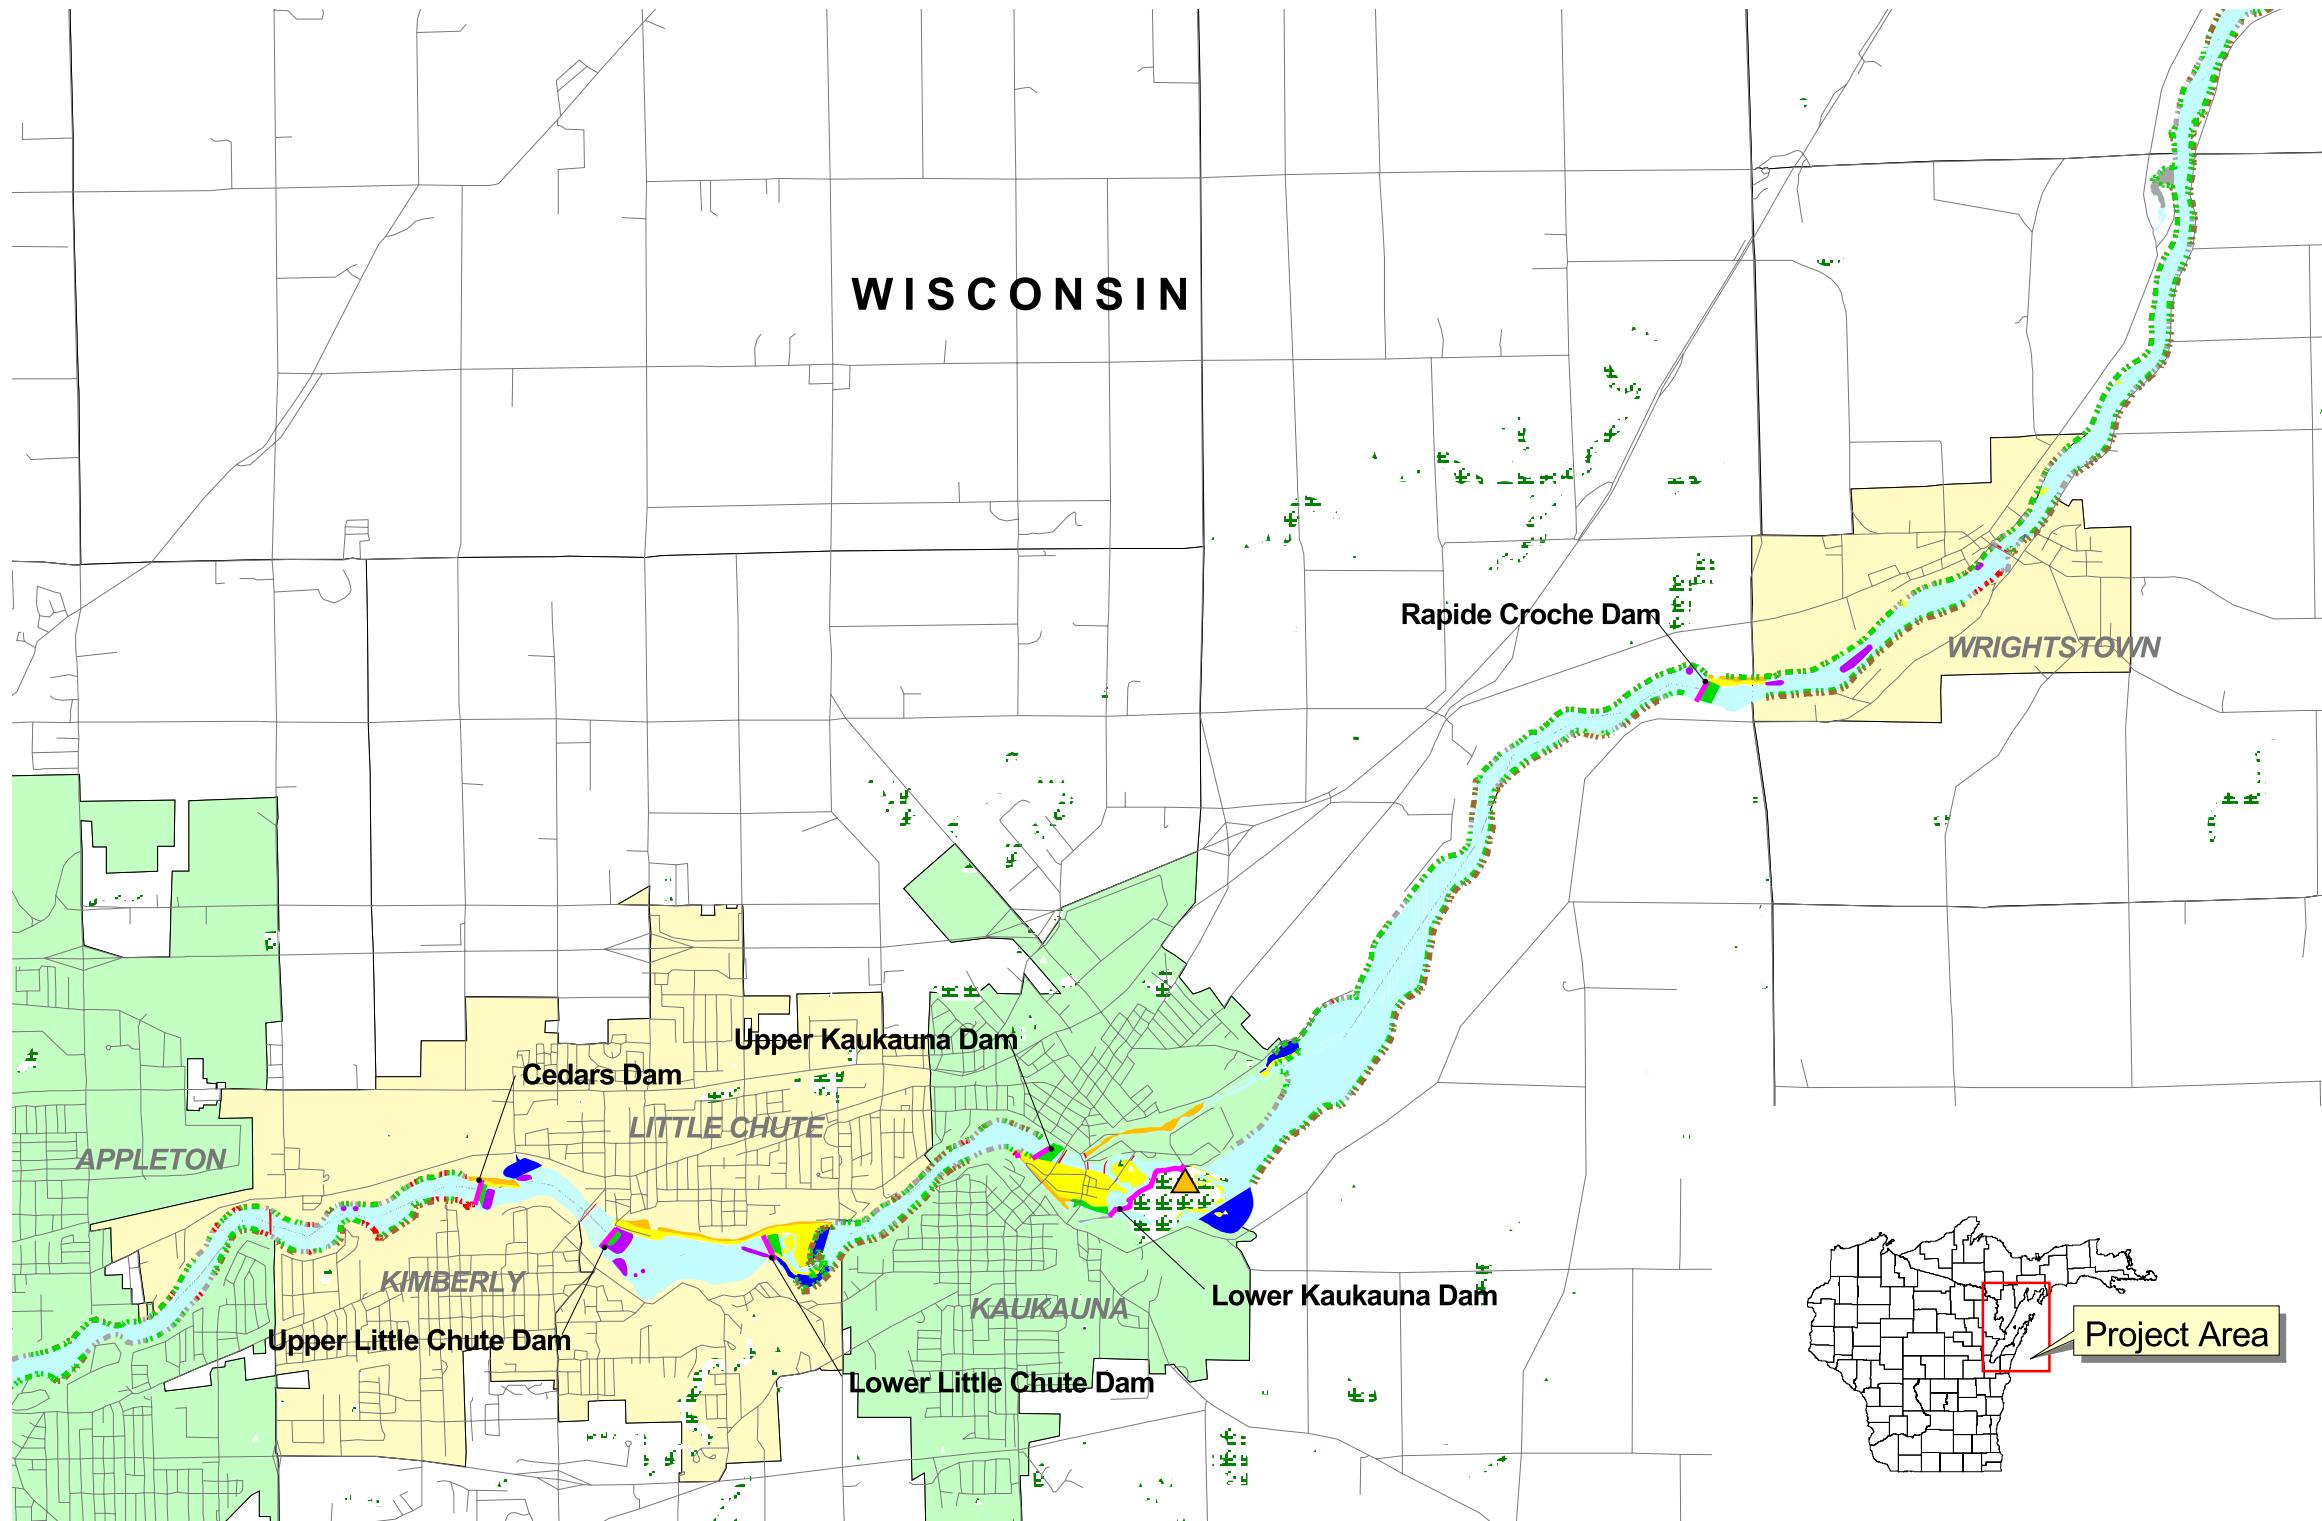 WISCONSIN
Rapide Croche Dam
WRIGHTSTOWN
Upper Kaukauna Dam
Cedars Dam
LITTLE CHUTE
APPLETON
KIMBERLY
Lower Kaukauna Dam
KAUKAUNA
Upper Little Chute Dam
Project Area
Lower Little Chute Dam